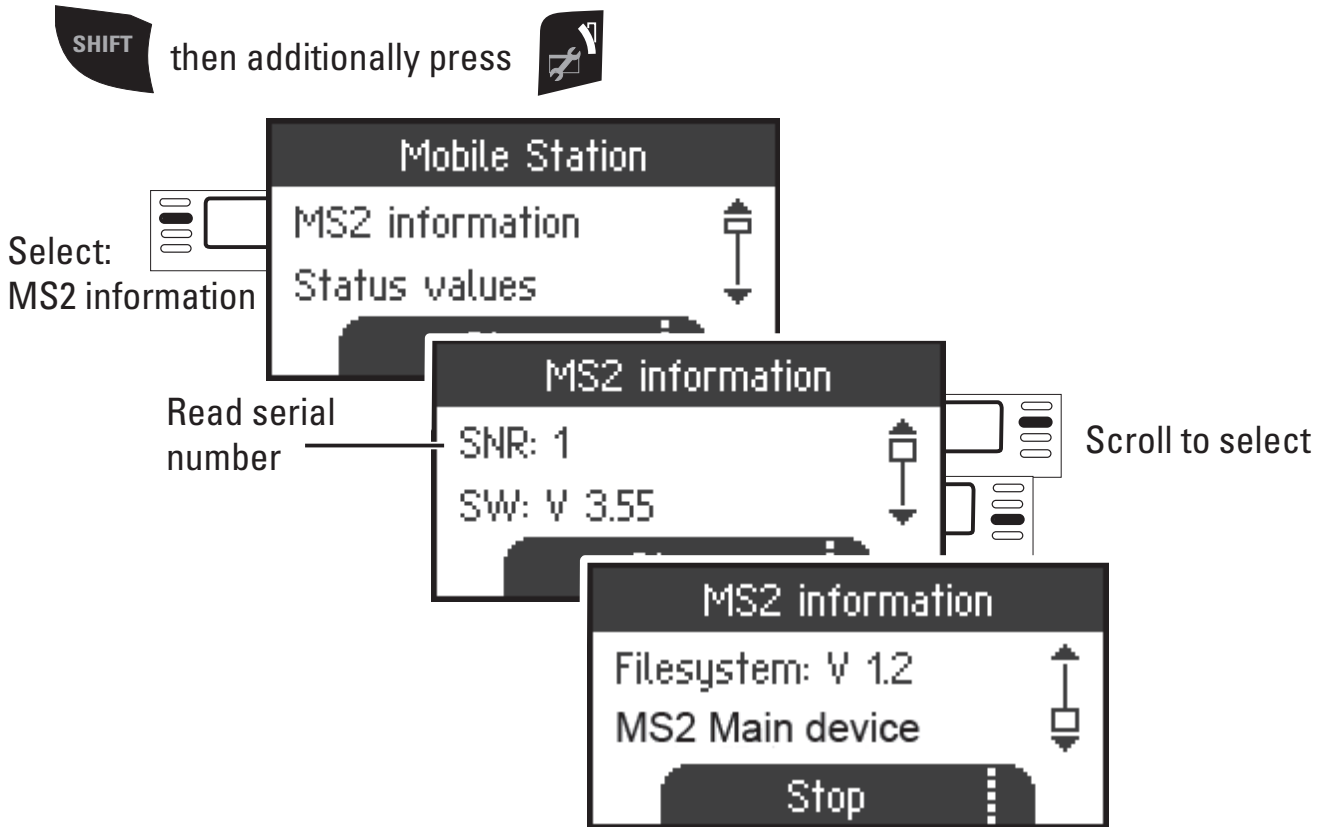 SHIFT then additionally press
Mobile Station
MS2 information
Status values
Select:
MS2 information
MS2 information
SNR: 1
SW: V 3.55
Read serial
number
Scroll to select
MS2 information
Filesystem: V 1.2
MS2 Main device
Stop